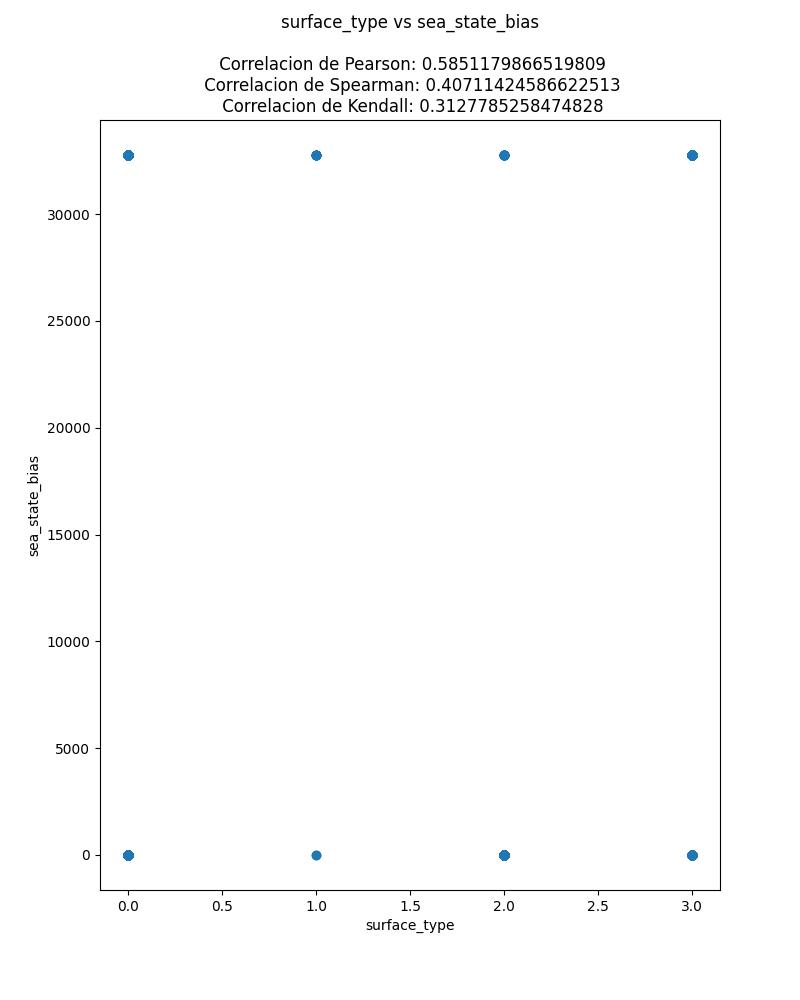 surface_type vs sea_state_bias
Correlacion de Pearson: 0.5851179866519809
Correlacion de Spearman: 0.40711424586622513
Correlacion de Kendall: 0.3127785258474828
30000
25000
20000
15000
10000
5000
0
sea_state_bias
0.0 0.5 1.0 1.5 2.0 2.5 3.0
surface_type